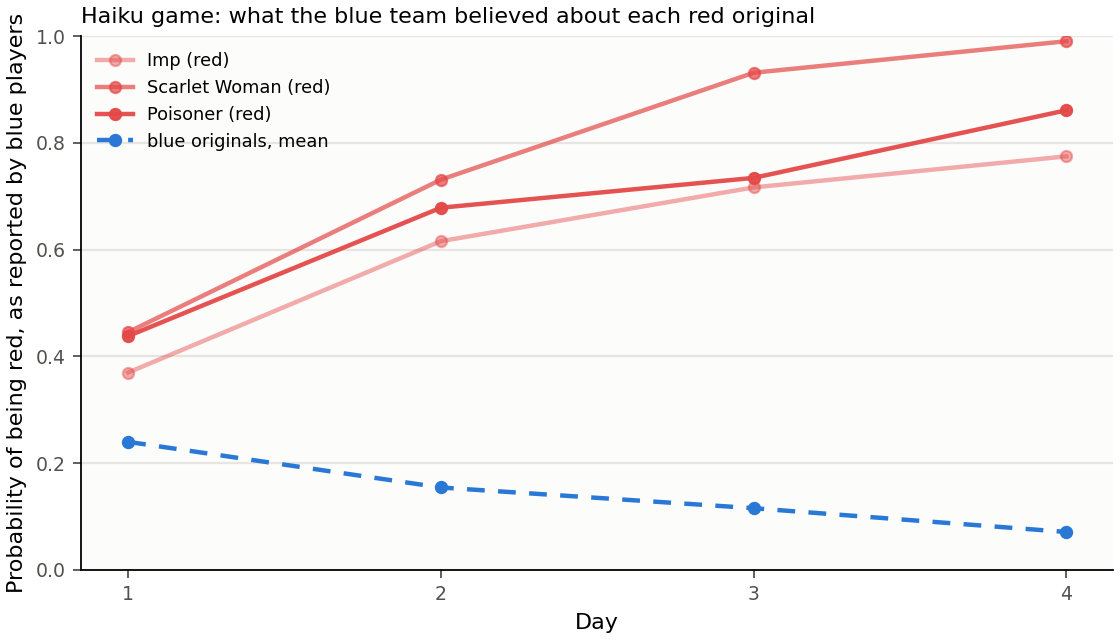 Haiku game: what the blue team believed about each red original
Probability of being red, as reported by blue players
1.0
0.8
0.6
0.4
0.2
0.0
Imp (red)
Scarlet Woman (red)
Poisoner (red)
blue originals, mean
1
2
3
4
Day